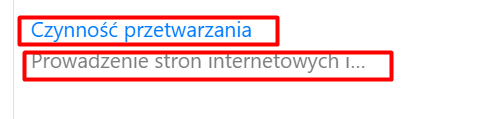 Czynność przetwarzania
Prowadzenie stron internetowych i...